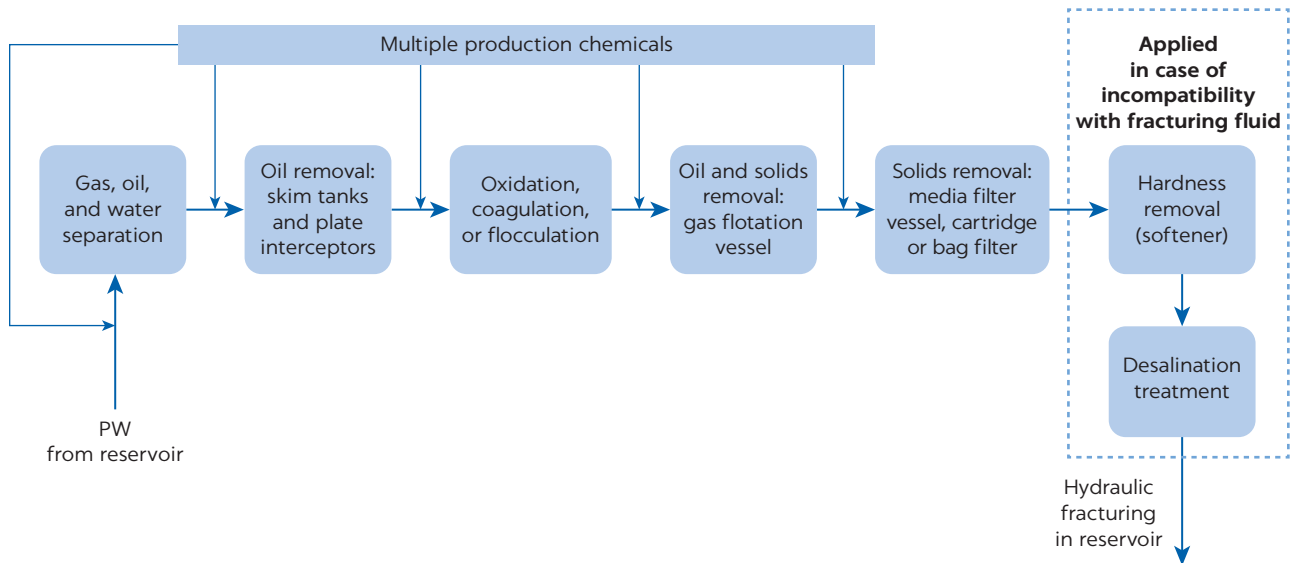 Multiple production chemicals
Applied
in case of
incompatibility
with fracturing fluid
Gas, oil,
and water
separation
Oil removal:
skim tanks
and plate
interceptors
Oxidation,
coagulation,
or flocculation
Oil and solids
removal:
gas flotation
vessel
Solids removal:
media filter
vessel, cartridge
or bag filter
Hardness
removal
(softener)
Desalination
treatment
PW
from reservoir
Hydraulic
fracturing
in reservoir